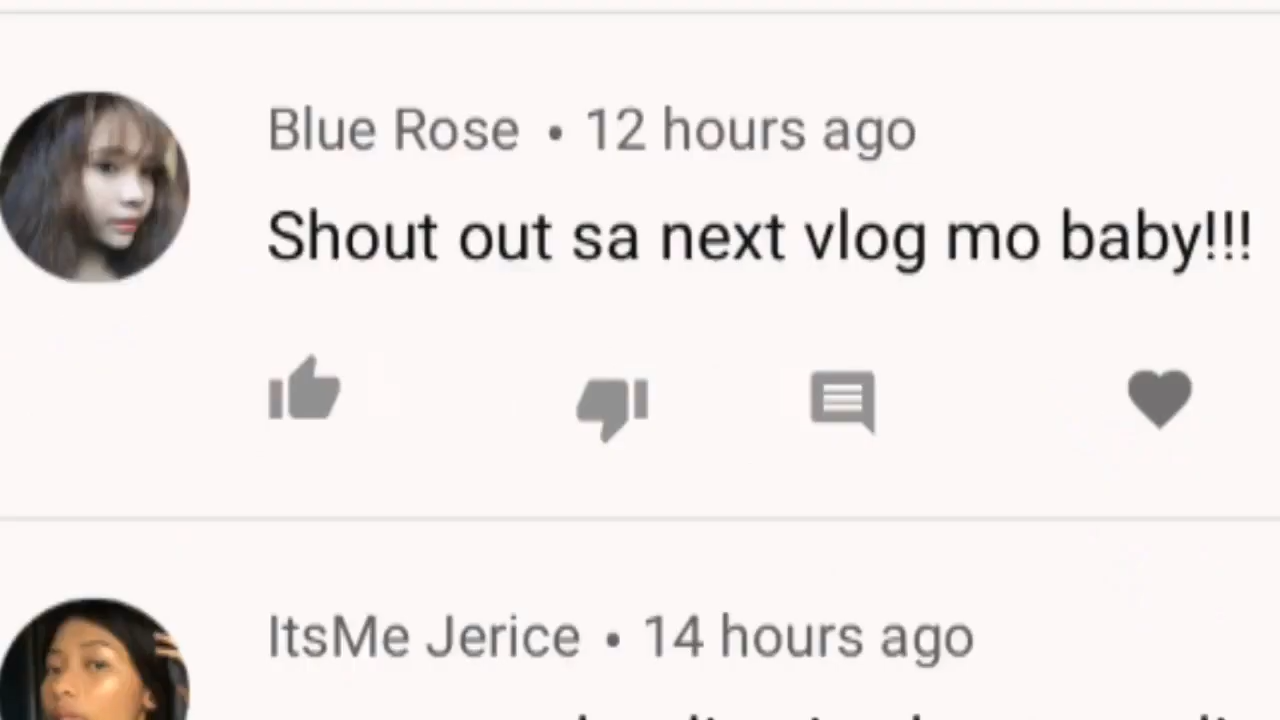 Blue Rose • 12 hours ago
Shout out sa next vlog mo baby!!!
ItsMe Jerice • 14 hours ago